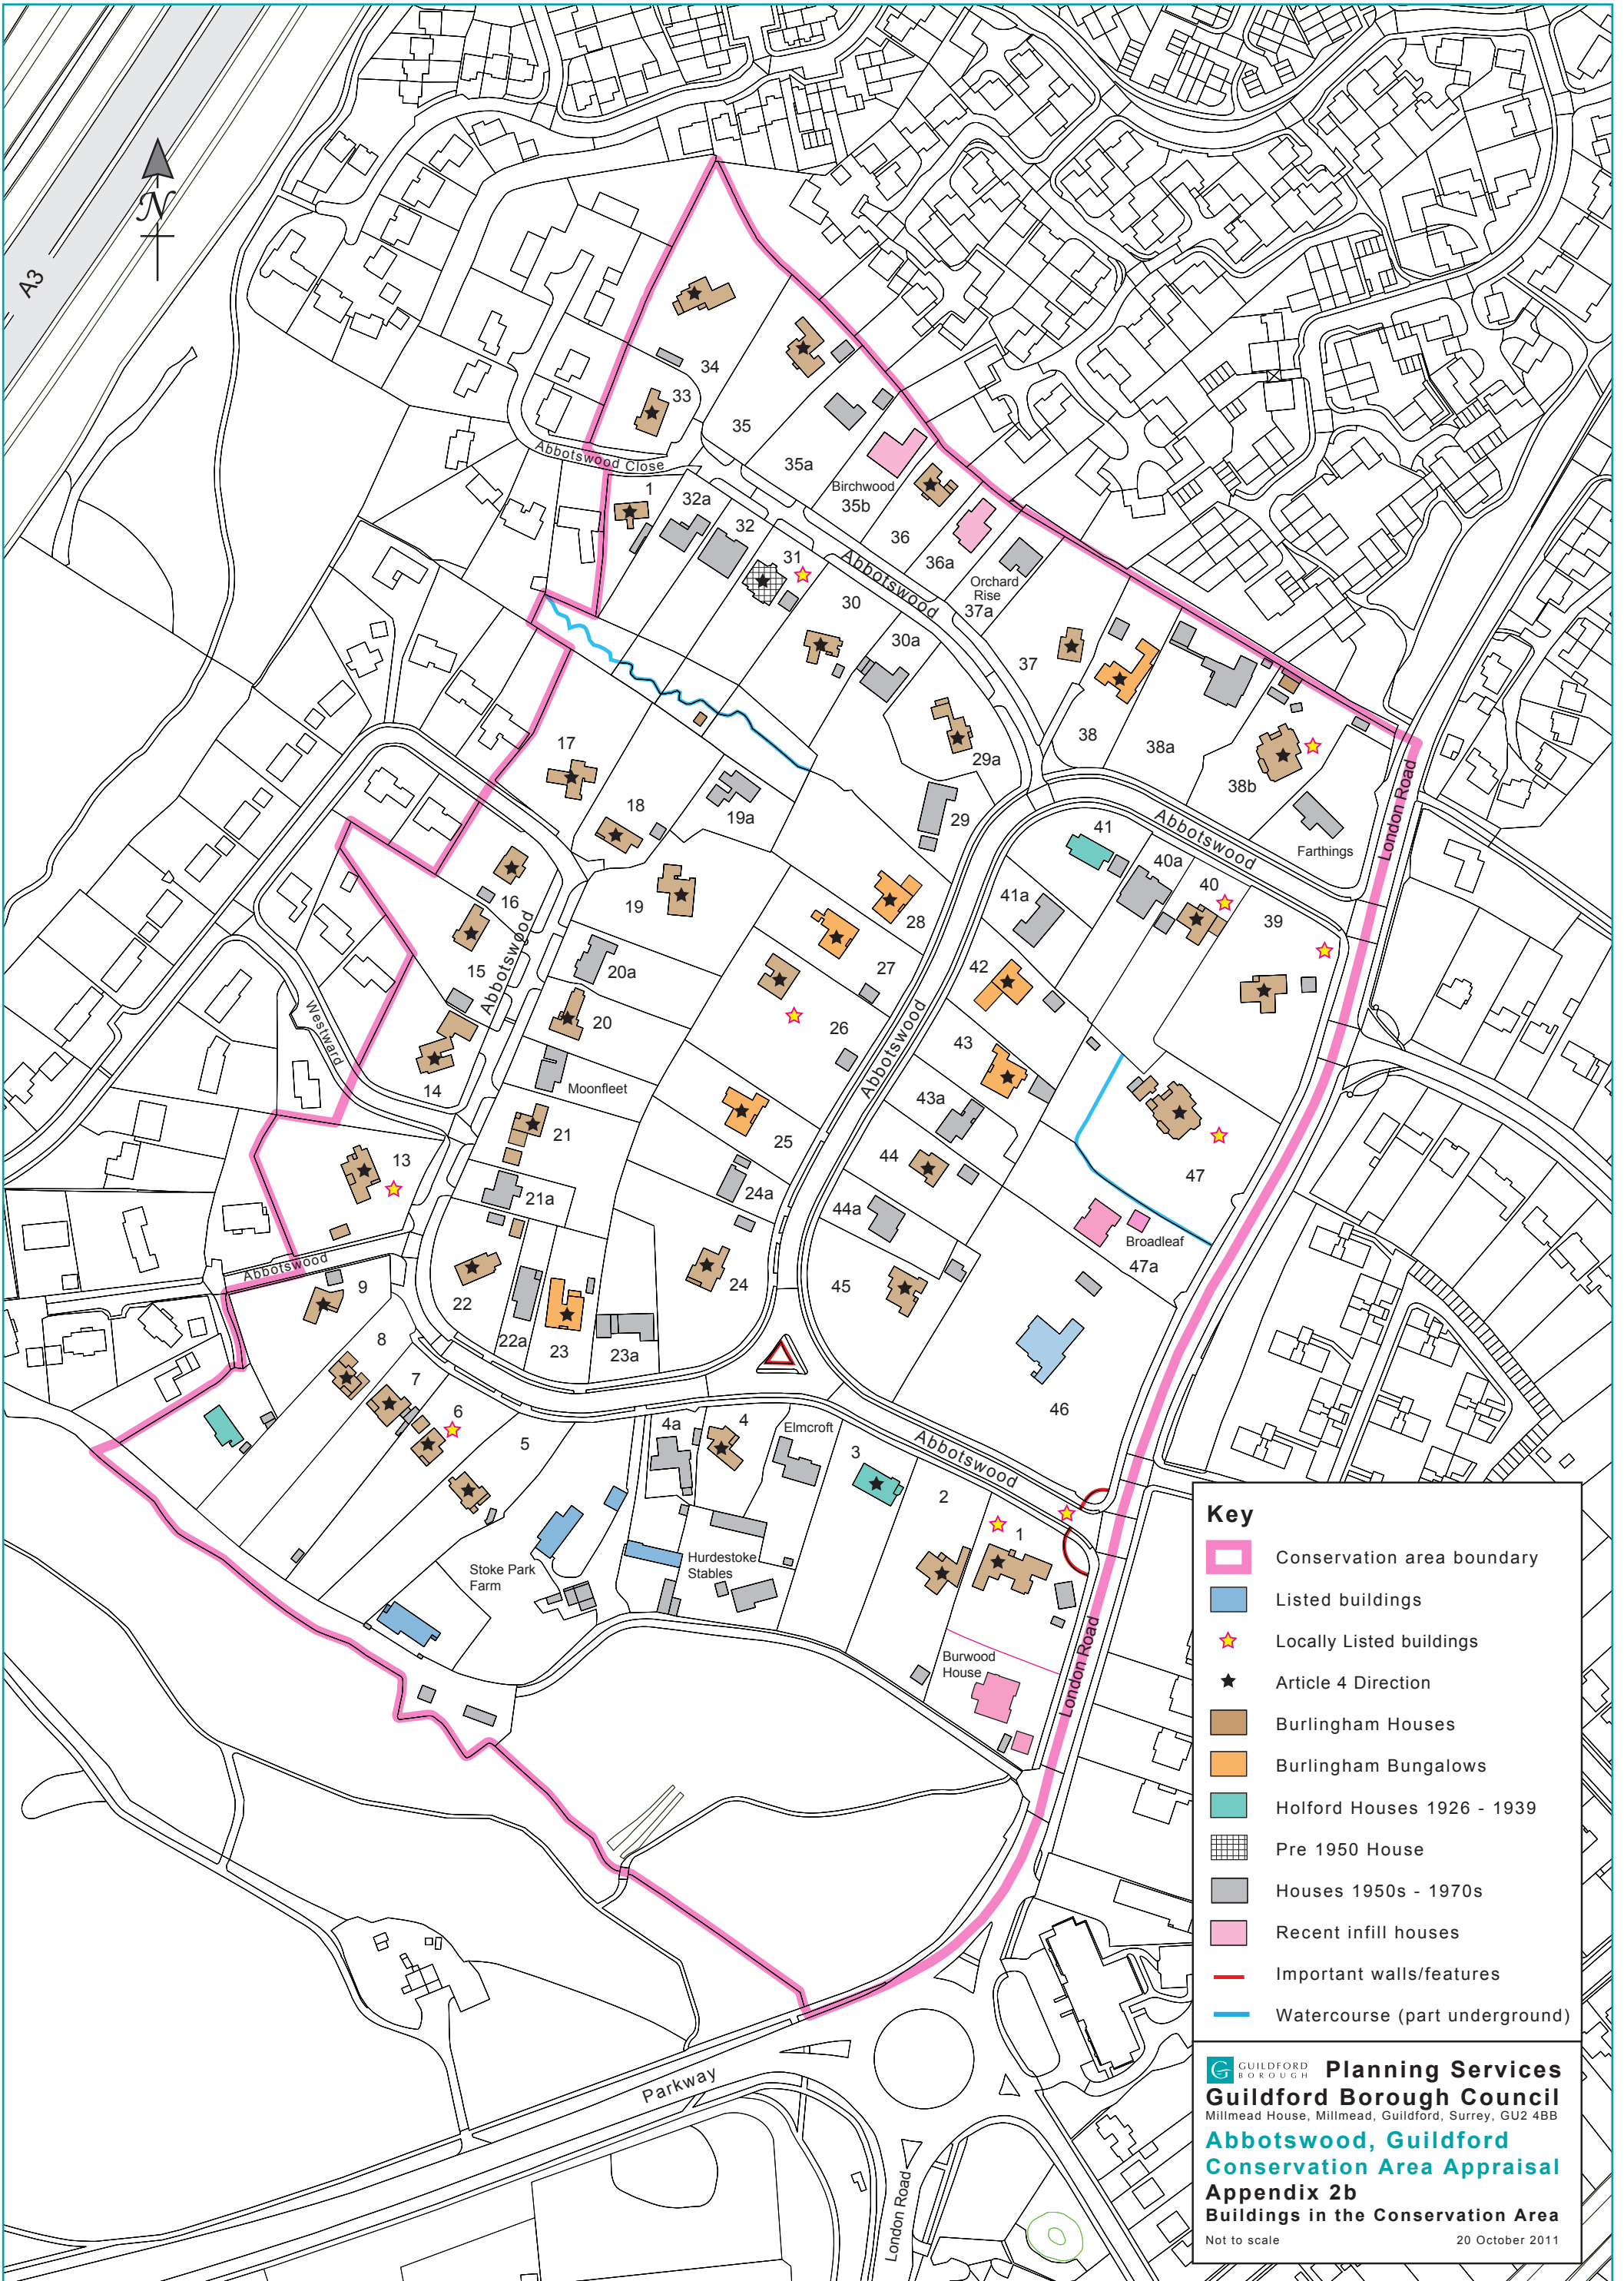 A3
N
34
33
35
Abbotswood Close
35a
Birchwood
35b
1
32a
32
31
36
36a
Abbotswood
Orchard
Rise
37a
30
30a
37
38
38a
38b
29a
29
17
18
19a
Abbotswood
Farthings
London Road
41
40a
40
39
41a
16
19
28
27
15
Abbotswood
20a
20
26
42
43
Abbotswood
Westward
14
Moonfleet
43a
21
25
44
47
13
21a
24a
44a
Broadleaf
47a
Abbotswood
9
22
24
45
8
22a
23
23a
46
7
6
5
4a
4
Elmcroft
3
Abbotswood
2
1
Stoke Park
Farm
Hurdestoke
Stables
Burwood
House
London Road
Parkway
London Road
Key
Conservation area boundary
Listed buildings
Locally Listed buildings
Article 4 Direction
Burlingham Houses
Burlingham Bungalows
Holford Houses 1926 - 1939
Pre 1950 House
Houses 1950s - 1970s
Recent infill houses
Important walls/features
Watercourse (part underground)
G GUILDFORD BOROUGH Planning Services
Guildford Borough Council
Millmead House, Millmead, Guildford, Surrey, GU2 4BB
Abbotswood, Guildford
Conservation Area Appraisal
Appendix 2b
Buildings in the Conservation Area
Not to scale 20 October 2011